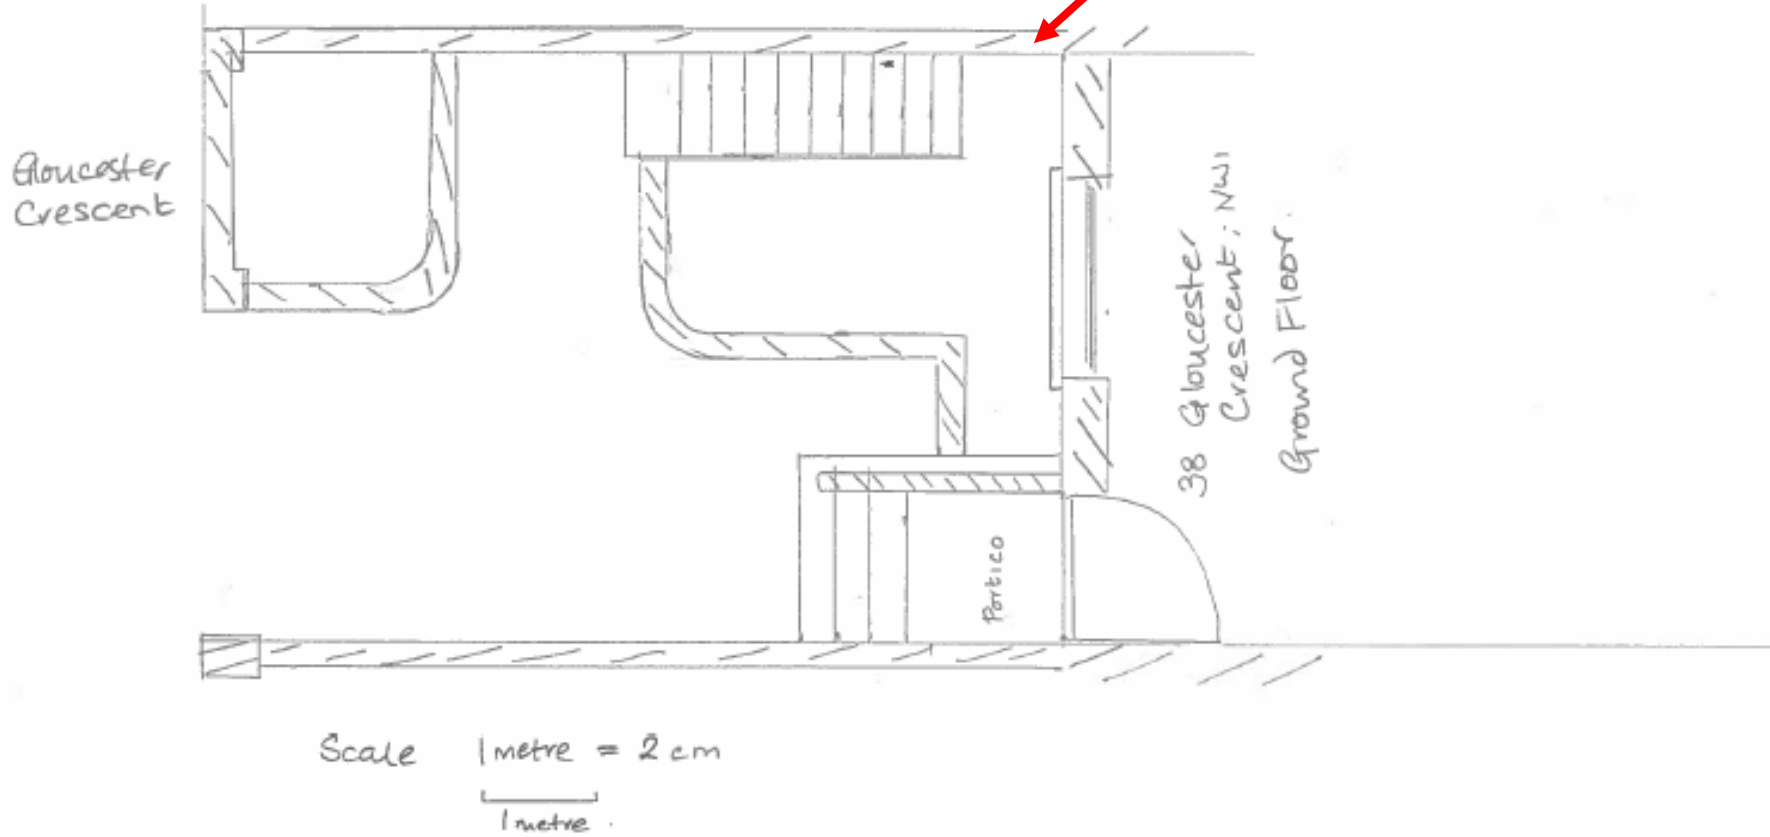 Gloucester
Crescent
38 Gloucester
Crescent; NW1
Ground Floor.
Portico
Scale 1 metre = 2 cm
1 metre.